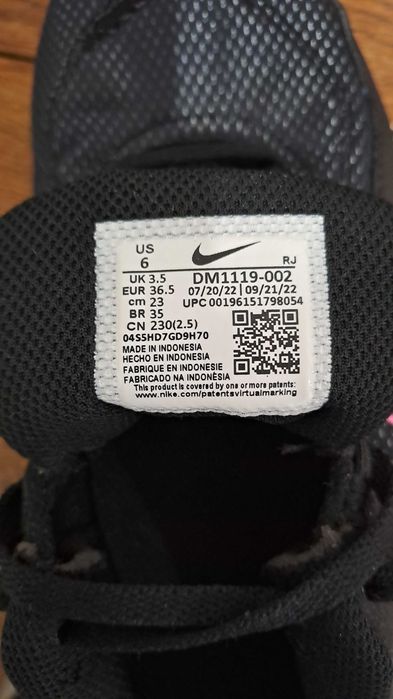 US
6
RJ
UK 3.5 DM1119-002
EUR 36.5 07/20/22 | 09/21/22
cm 23 UPC 00196151798054
BR 35
CN 230(2.5)
04S5HD7GD9H70
MADE IN INDONESIA
HECHO EN INDONESIA
FABRIQUE EN INDONESIE
FABRICADO NA INDONÉSIA
This product is covered by one or more patents:
www.nike.com/patentsvirtualmarking